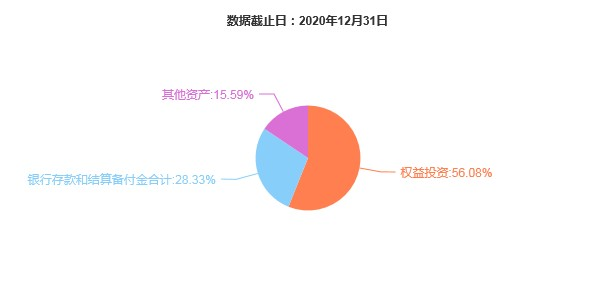 数据截止日：2020年12月31日
其他资产:15.59%
权益投资:56.08%
银行存款和结算备付金合计:28.33%